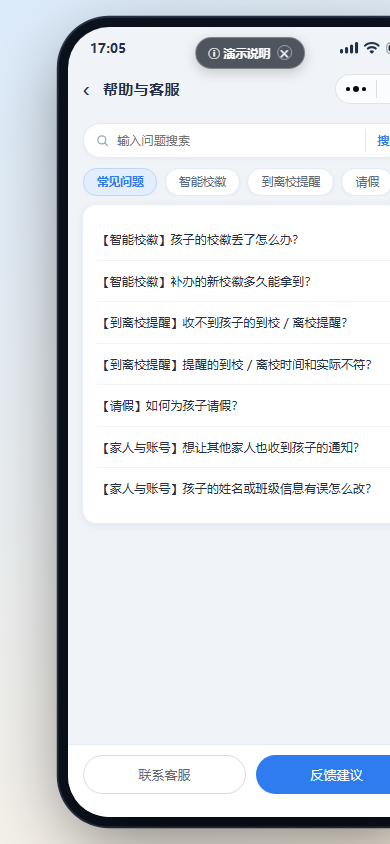 17:05
演示说明
帮助与客服
输入问题搜索
搜
常见问题 智能校徽 到离校提醒 请假
【智能校徽】孩子的校徽丢了怎么办?
【智能校徽】补办的新校徽多久能拿到?
【到离校提醒】收不到孩子的到校 / 离校提醒?
【到离校提醒】提醒的到校 / 离校时间和实际不符?
【请假】如何为孩子请假?
【家人与账号】想让其他家人也收到孩子的通知?
【家人与账号】孩子的姓名或班级信息有误怎么改?
联系客服 反馈建议